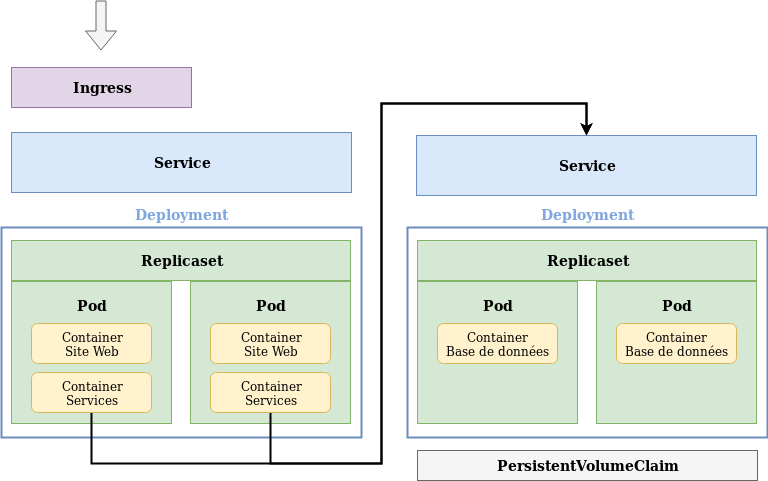 Ingress
Service
Deployment
Replicaset
Pod
Container
Site Web
Container
Services
Pod
Container
Site Web
Container
Services
Service
Deployment
Replicaset
Pod
Container
Base de données
Pod
Container
Base de données
PersistentVolumeClaim